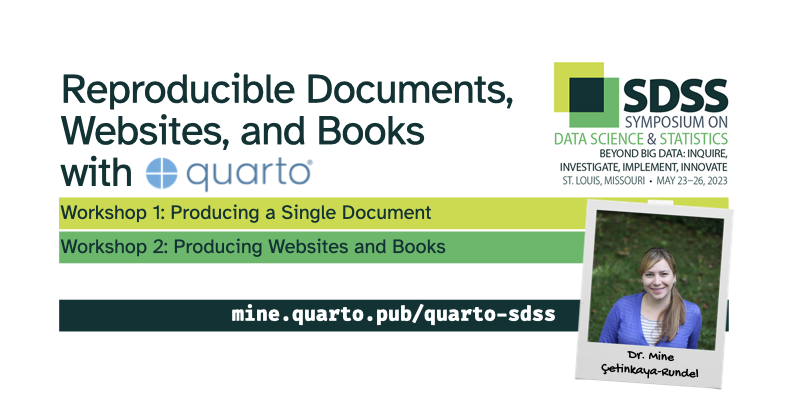 Reproducible Documents,
Websites, and Books
with quarto®
SDSS
SYMPOSIUM ON
DATA SCIENCE & STATISTICS
BEYOND BIG DATA: INQUIRE,
INVESTIGATE, IMPLEMENT, INNOVATE
ST. LOUIS, MISSOURI • MAY 23–26, 2023
Workshop 1: Producing a Single Document
Workshop 2: Producing Websites and Books
mine.quarto.pub/quarto-sdss
Dr. Mine
Çetinkaya-Rundel